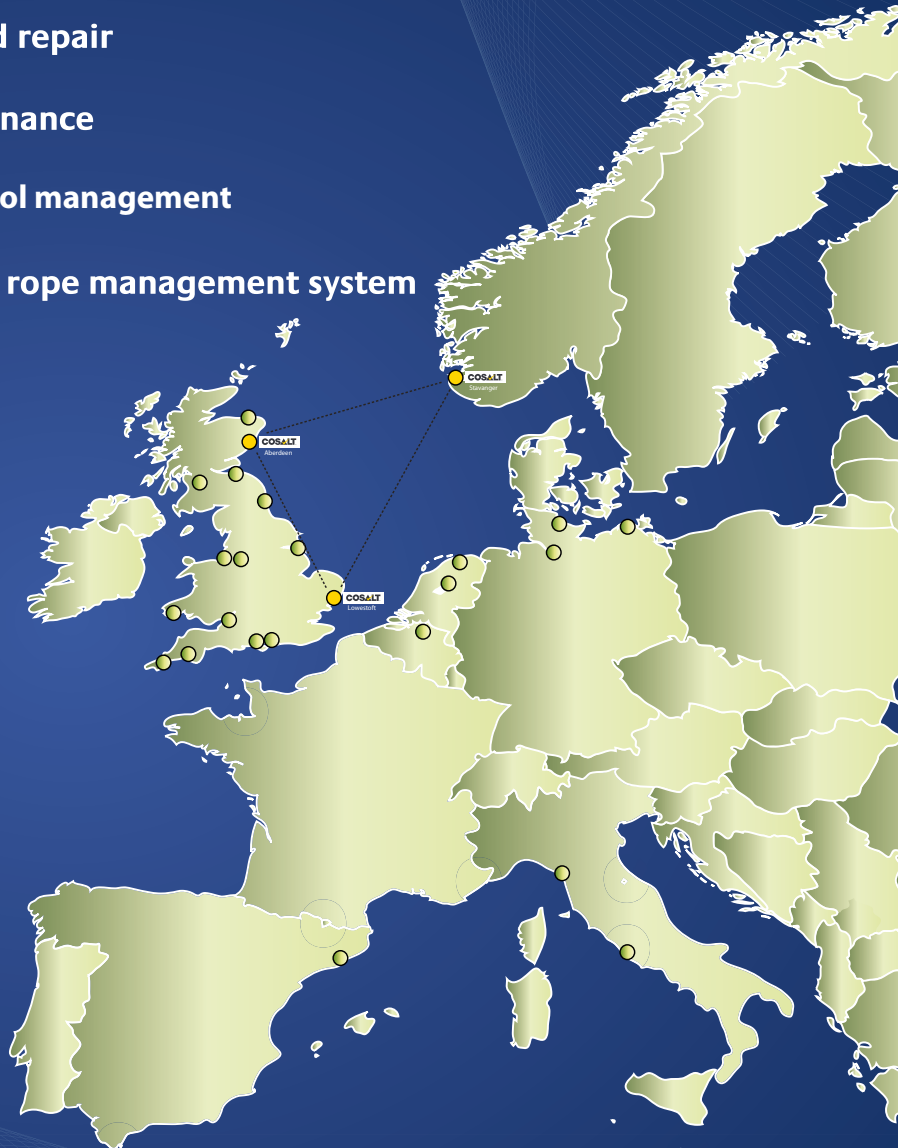 d repair
nance
ol management
rope management system
COSALT
Stavanger
COSALT
Aberdeen
COSALT
Lowestoft